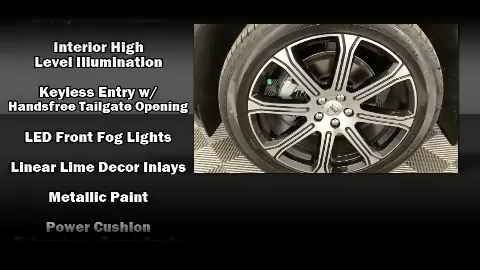 Interior High
Level Illumination
Keyless Entry w/
Handsfree Tailgate Opening
LED Front Fog Lights
Linear Lime Decor Inlays
Metallic Paint
Power Cushion